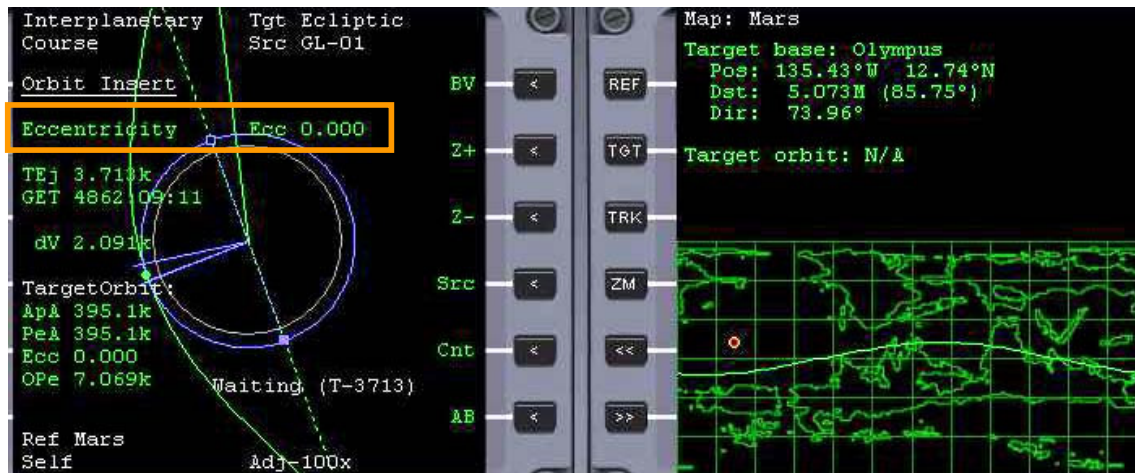 Interplanetary Tgt Ecliptic
Course Src GL-01
Orbit Insert
Eccentricity Ecc 0.000
TEj 3.713k
GET 4862:09:11
dV 2.091k
TargetOrbit:
ApA 395.1k
PeA 395.1k
Ecc 0.000
OPe 7.069k
Waiting (T-3713)
Ref Mars
Self Adj-100x
BV < REF
Z+ < TGT
Z- < TRK
Src < ZM
Cnt < <<
AB < >>
Map: Mars
Target base: Olympus
Pos: 135.43°W 12.74°N
Dst: 5.073M (85.75°)
Dir: 73.96°
Target orbit: N/A